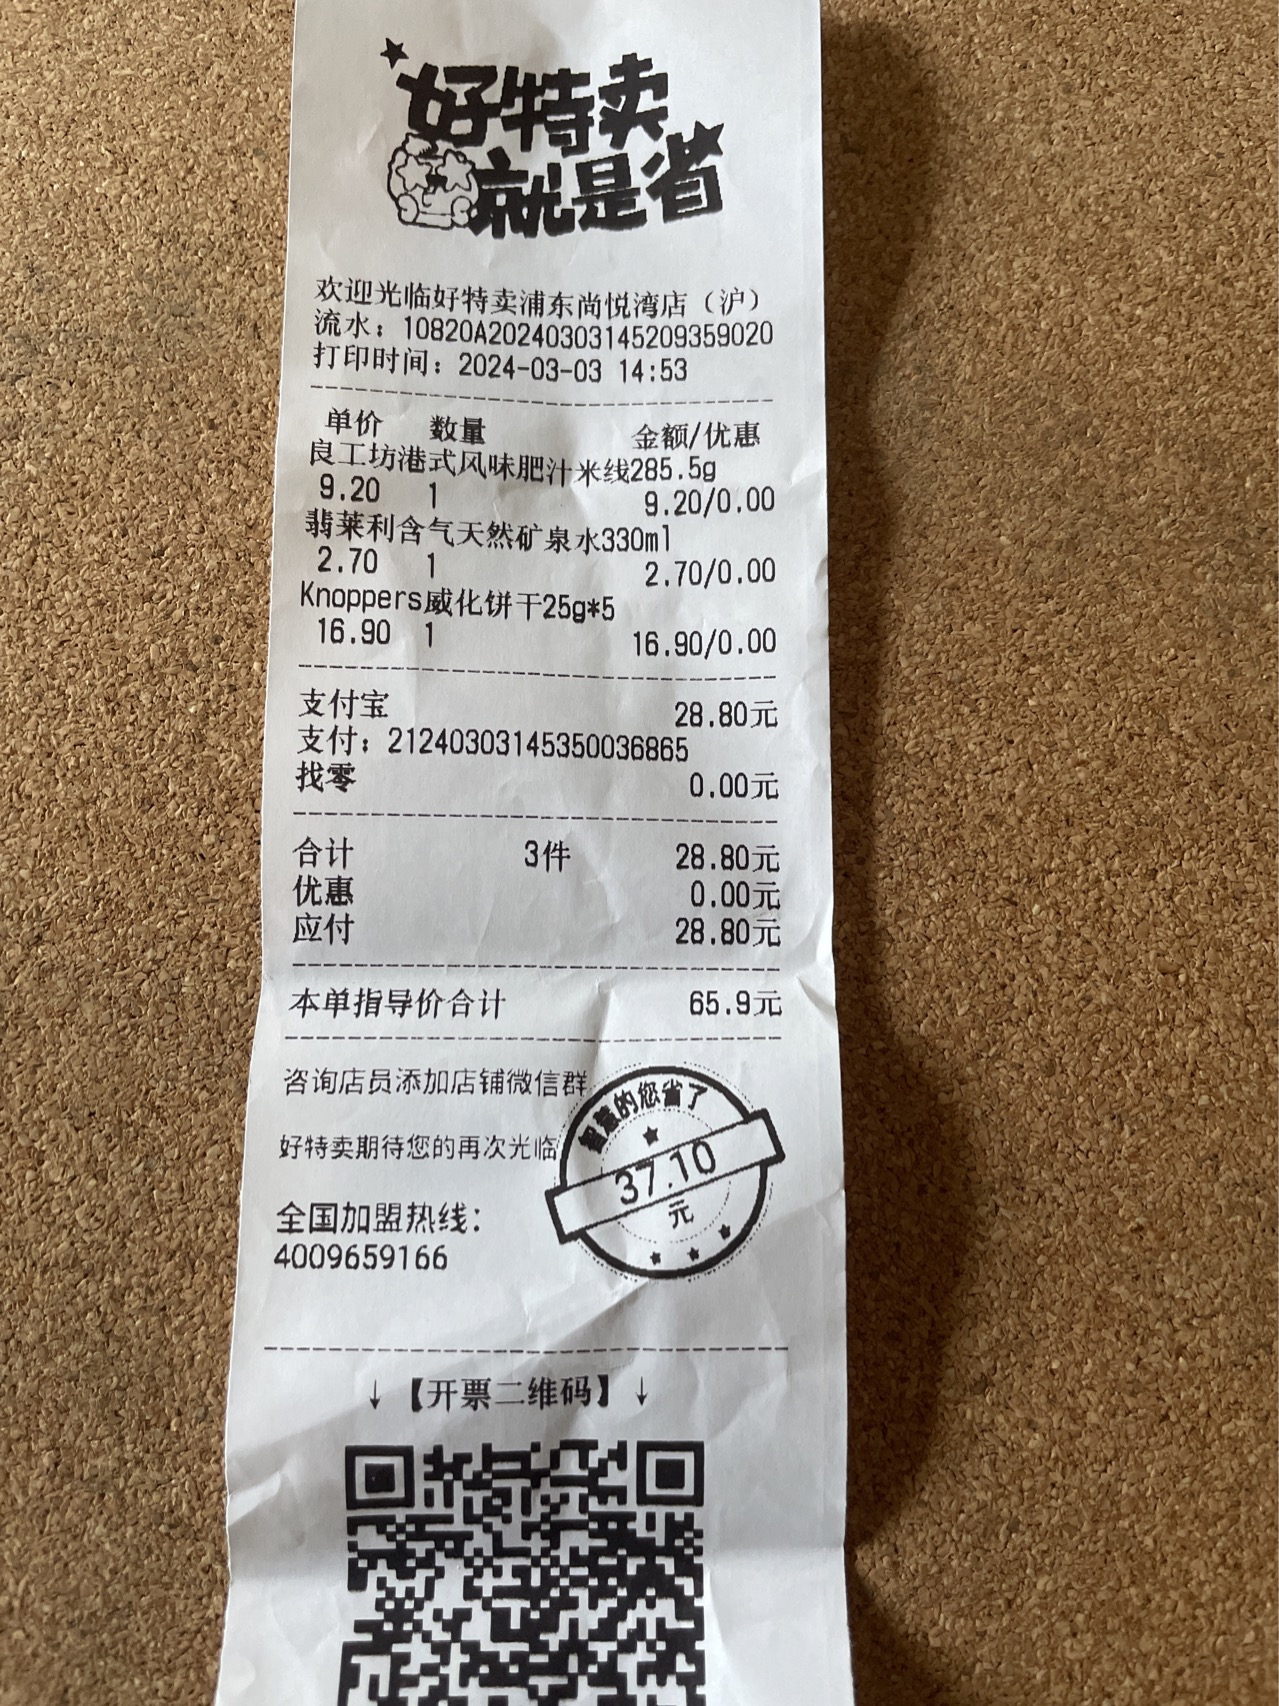 好特卖
就是省
欢迎光临好特卖浦东尚悦湾店（沪）
流水：10820A20240303145209359020
打印时间：2024-03-03 14:53
单价 数量 金额/优惠
良工坊港式风味肥汁米线285.5g
9.20 1 9.20/0.00
翡莱利含气天然矿泉水330ml
2.70 1 2.70/0.00
Knoppers威化饼干25g*5
16.90 1 16.90/0.00
支付宝 28.80元
支付：21240303145350036865
找零 0.00元
合计 3件 28.80元
优惠 0.00元
应付 28.80元
本单指导价合计 65.9元
咨询店员添加店铺微信群
智慧的您省了
37.10
元
好特卖期待您的再次光临
全国加盟热线：
4009659166
↓【开票二维码】↓